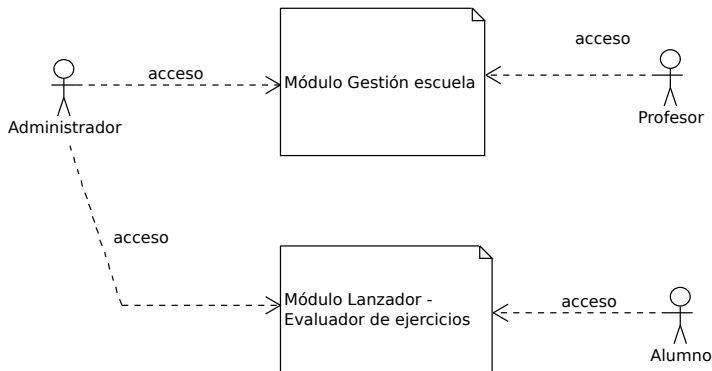 acceso
acceso
Módulo Gestión escuela
Administrador
Profesor
acceso
Módulo Lanzador -
Evaluador de ejercicios
acceso
Alumno